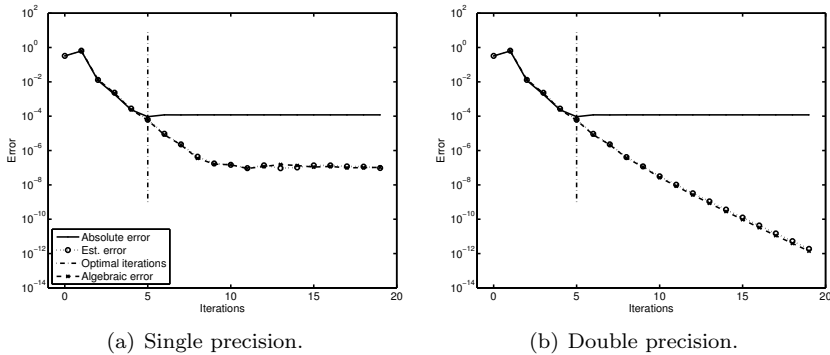 10^2
10^0
10^-2
10^-4
10^-6
10^-8
10^-10
10^-12
10^-14
Error
0
5
10
15
20
Iterations
Absolute error
Est. error
Optimal iterations
Algebraic error
(a) Single precision.
10^2
10^0
10^-2
10^-4
10^-6
10^-8
10^-10
10^-12
10^-14
Error
0
5
10
15
20
Iterations
(b) Double precision.